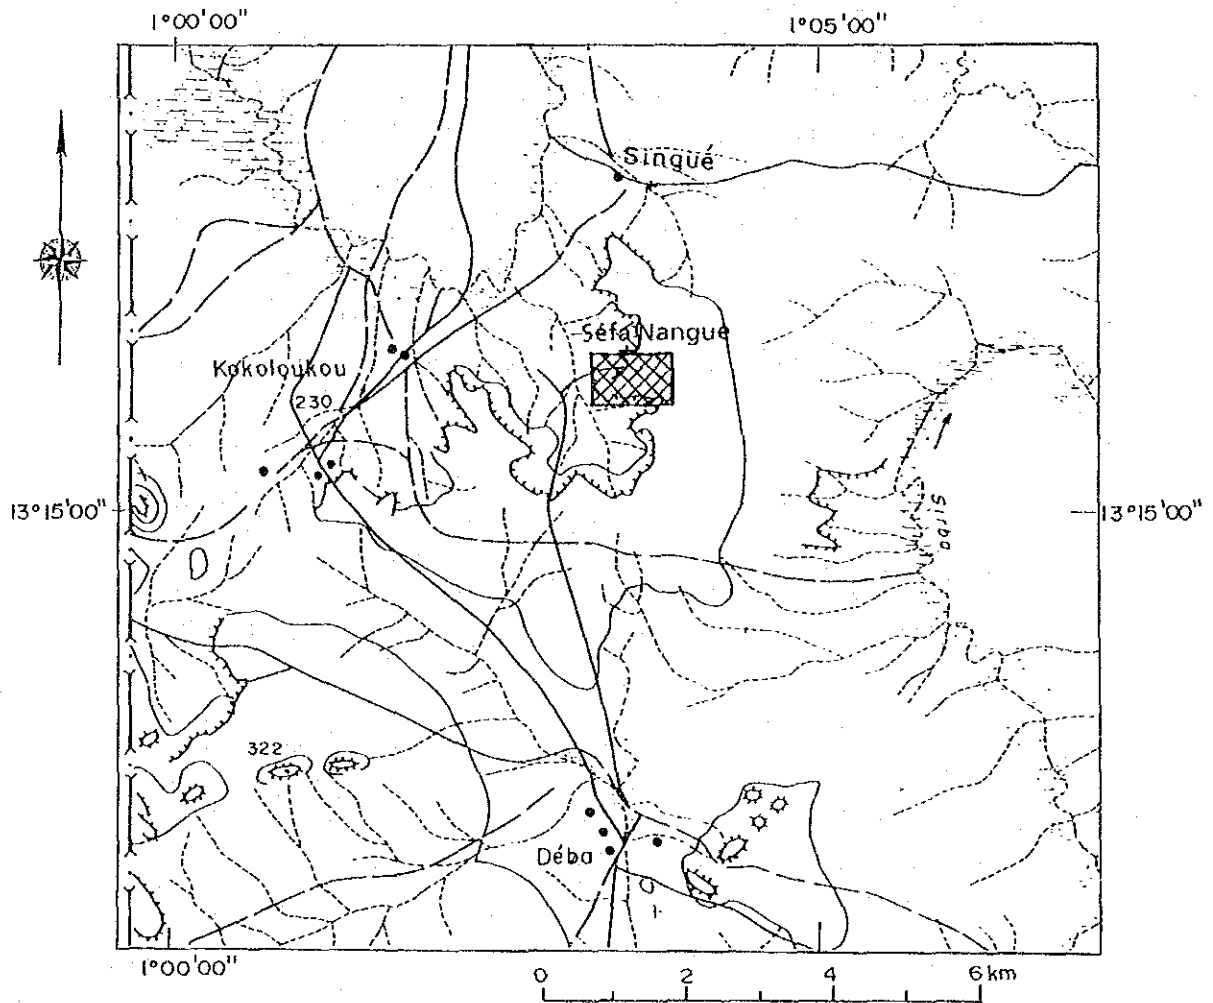 1°00'00"
1°05'00"
Singué
Séfa Nangué
Kokoloukou
230
13°15'00"
13°15'00"
Sirba
322
Déba
1°00'00"
0 2 4 6 km